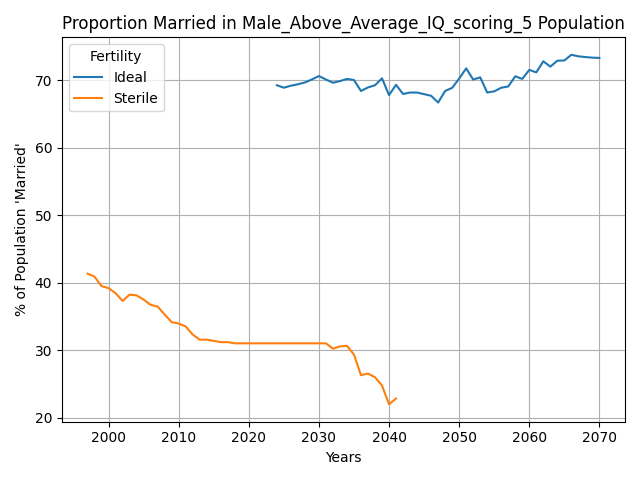 Proportion Married in Male_Above_Average_IQ_scoring_5 Population
Fertility
Ideal
Sterile
% of Population 'Married'
70
60
50
40
30
20
2000
2010
2020
2030
2040
2050
2060
2070
Years